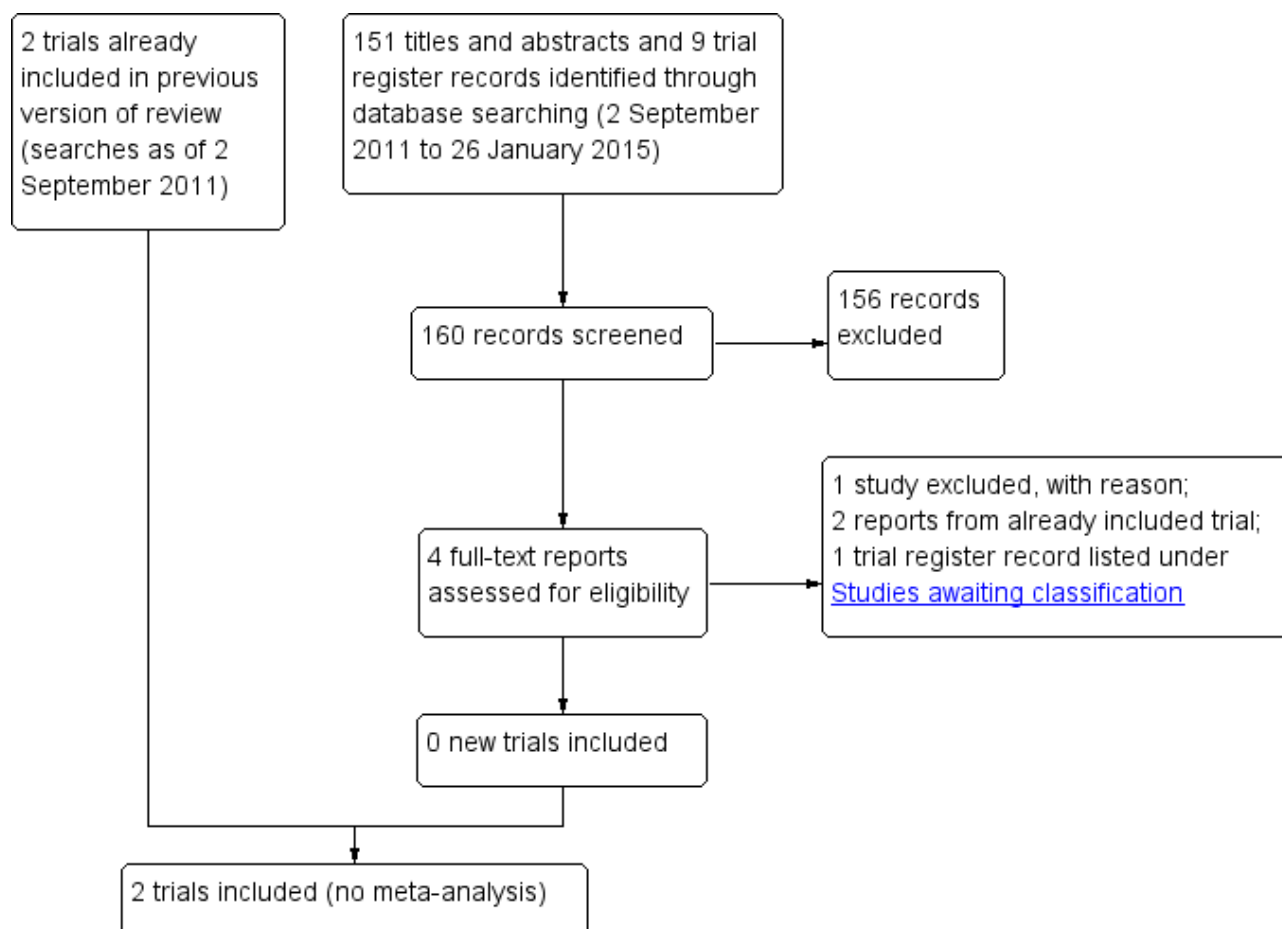 2 trials already
included in previous
version of review
(searches as of 2
September 2011)
151 titles and abstracts and 9 trial
register records identified through
database searching (2 September
2011 to 26 January 2015)
160 records screened
156 records
excluded
4 full-text reports
assessed for eligibility
1 study excluded, with reason;
2 reports from already included trial;
1 trial register record listed under
Studies awaiting classification
0 new trials included
2 trials included (no meta-analysis)